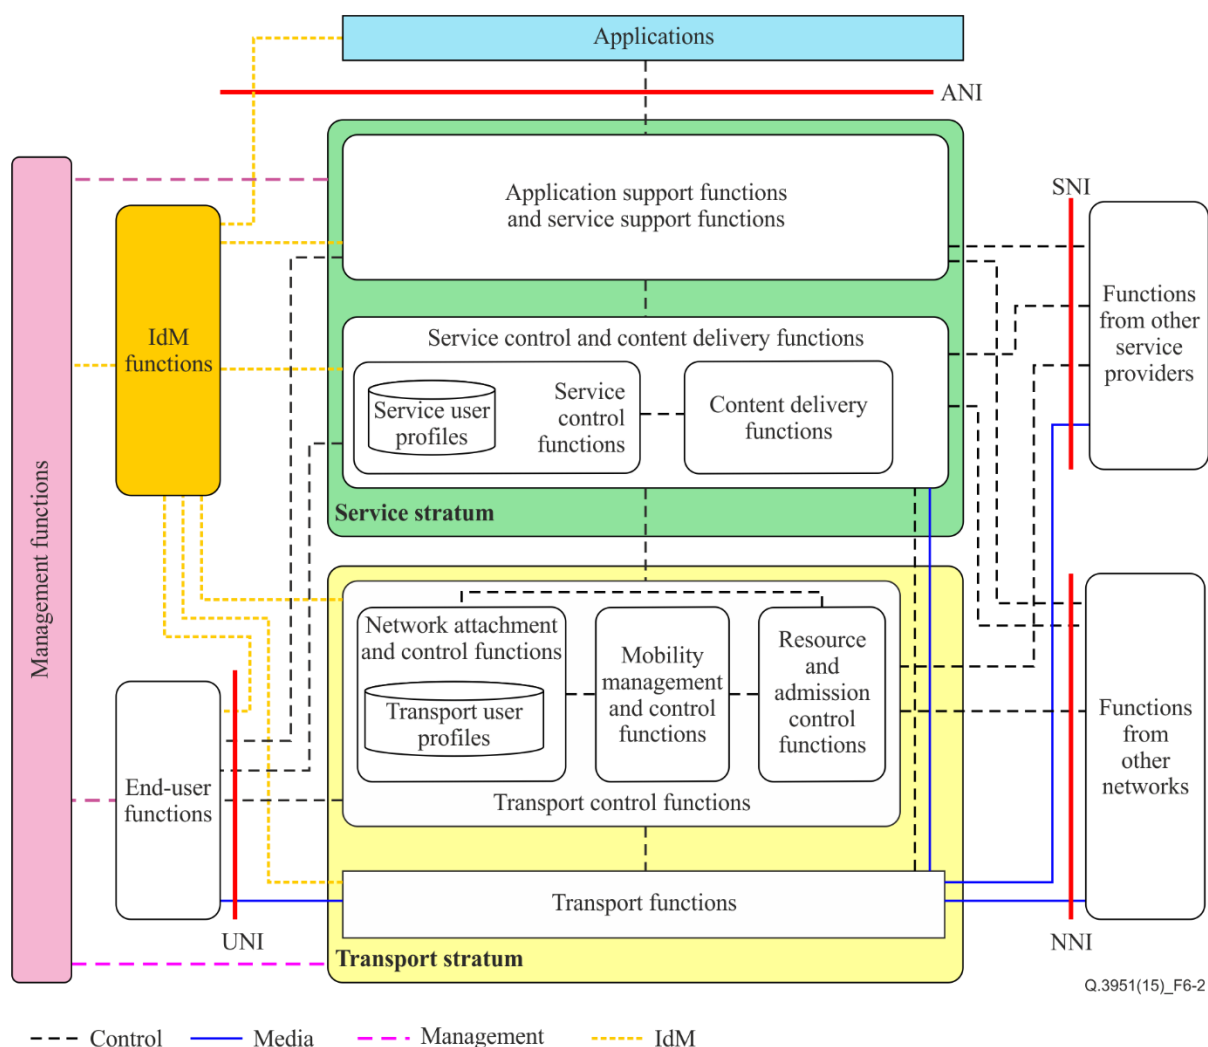 Applications
ANI
Application support functions
and service support functions
SNI
Functions
from other
service
providers
IdM
functions
Service control and content delivery functions
Service user
profiles
Service
control
functions
Content delivery
functions
Service stratum
Management functions
Network attachment
and control functions
Transport user
profiles
Mobility
management
and control
functions
Resource
and
admission
control
functions
Transport control functions
End-user
functions
Functions
from
other
networks
Transport functions
UNI
NNI
Transport stratum
Q.3951(15)_F6-2
Control
Media
Management
IdM